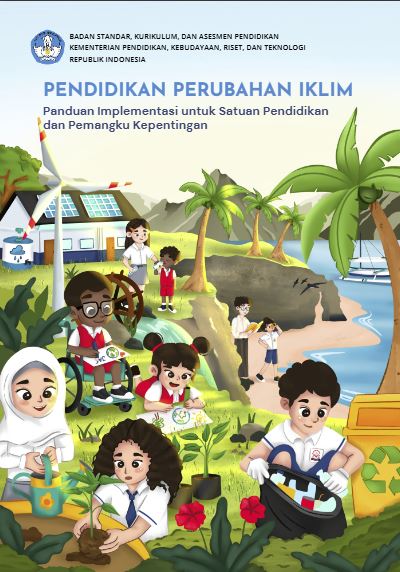 BADAN STANDAR, KURIKULUM, DAN ASESMEN PENDIDIKAN
KEMENTERIAN PENDIDIKAN, KEBUDAYAAN, RISET, DAN TEKNOLOGI
REPUBLIK INDONESIA
PENDIDIKAN PERUBAHAN IKLIM
Panduan Implementasi untuk Satuan Pendidikan
dan Pemangku Kepentingan